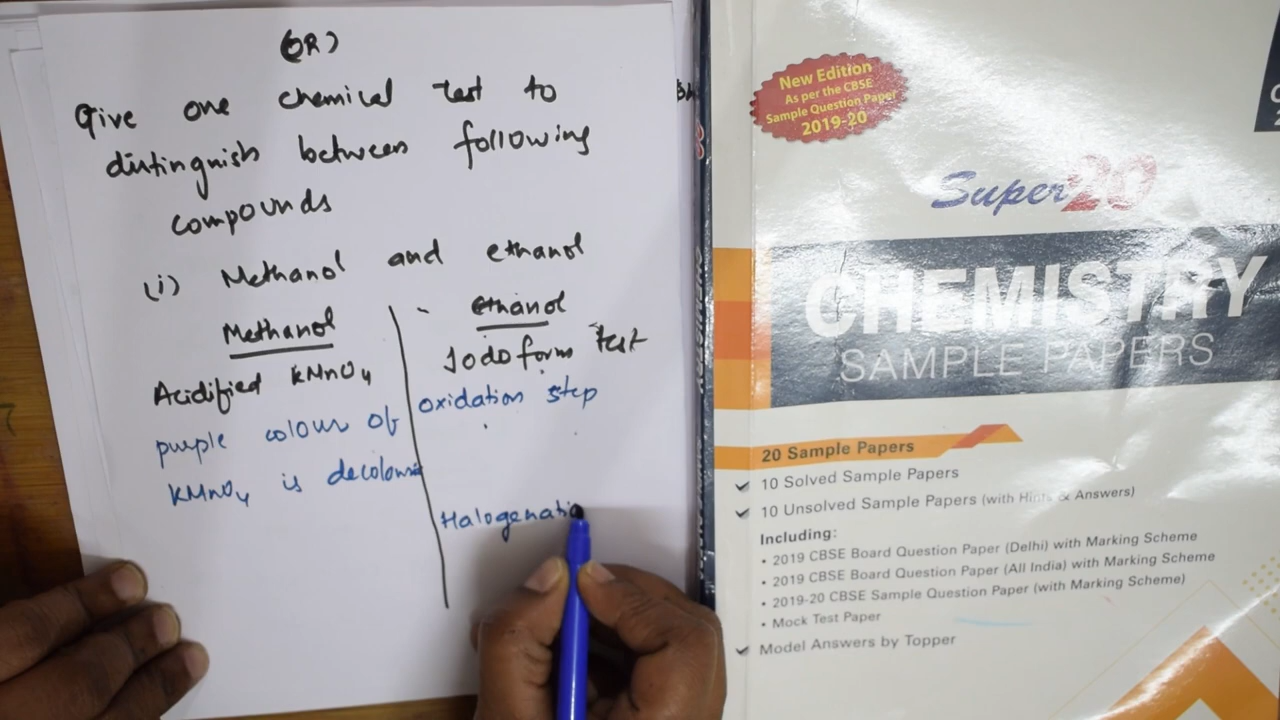 (OR)
Give one chemical test to
distinguish between following
compounds
(i) Methanol and ethanol
Methanol
Acidified KMnO4
purple colour of
KMnO4 is
ethanol
Iodoform test
oxidation step
Halogenati
New Edition
As per the CBSE
Sample Question Paper
2019-20
Super 20
CHEMISTRY
SAMPLE PAPERS
20 Sample Papers
10 Solved Sample Papers
10 Unsolved Sample Papers (with Hints & Answers)
Including:
• 2019 CBSE Board Question Paper (Delhi) with Marking Scheme
• 2019 CBSE Board Question Paper (All India) with Marking Scheme
• 2019-20 CBSE Sample Question Paper (with Marking Scheme)
• Mock Test Paper
Model Answers by Topper